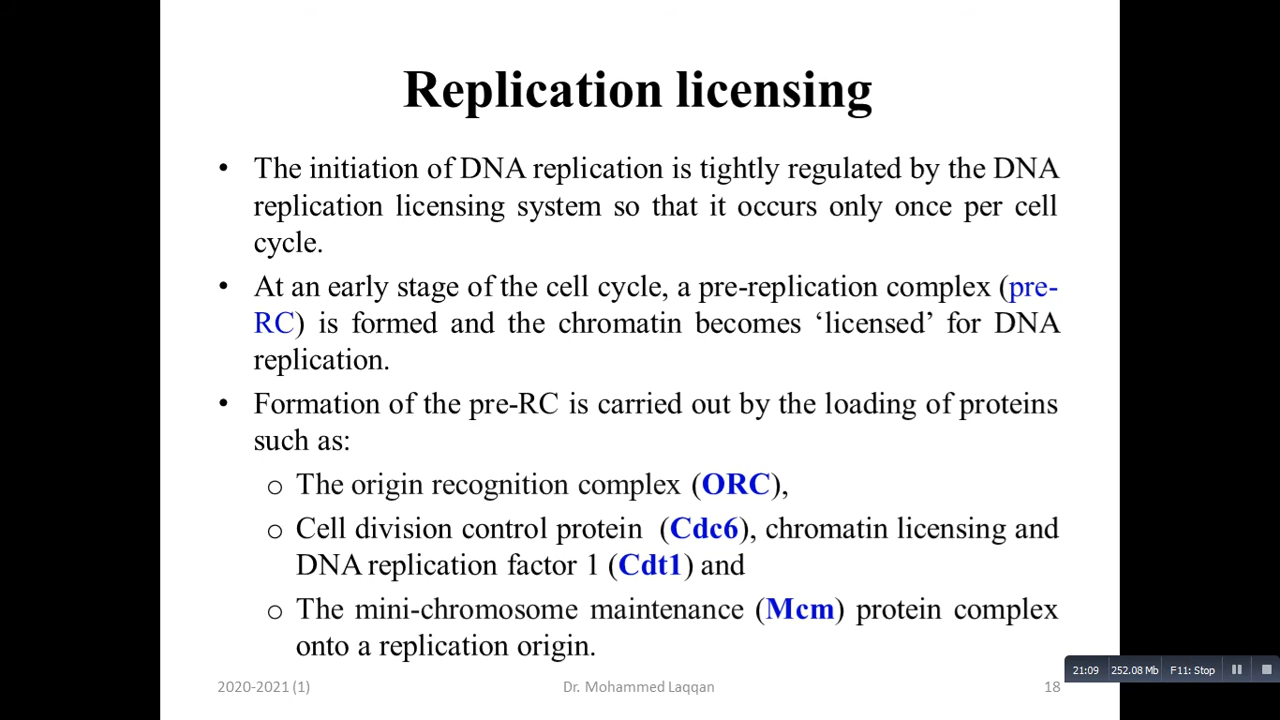 Replication licensing
• The initiation of DNA replication is tightly regulated by the DNA
replication licensing system so that it occurs only once per cell
cycle.
• At an early stage of the cell cycle, a pre-replication complex (pre-
RC) is formed and the chromatin becomes ‘licensed’ for DNA
replication.
• Formation of the pre-RC is carried out by the loading of proteins
such as:
o The origin recognition complex (ORC),
o Cell division control protein (Cdc6), chromatin licensing and
DNA replication factor 1 (Cdt1) and
o The mini-chromosome maintenance (Mcm) protein complex
onto a replication origin.
2020-2021 (1) Dr. Mohammed Laqqan 18
21:09 252.08 Mb F11: Stop